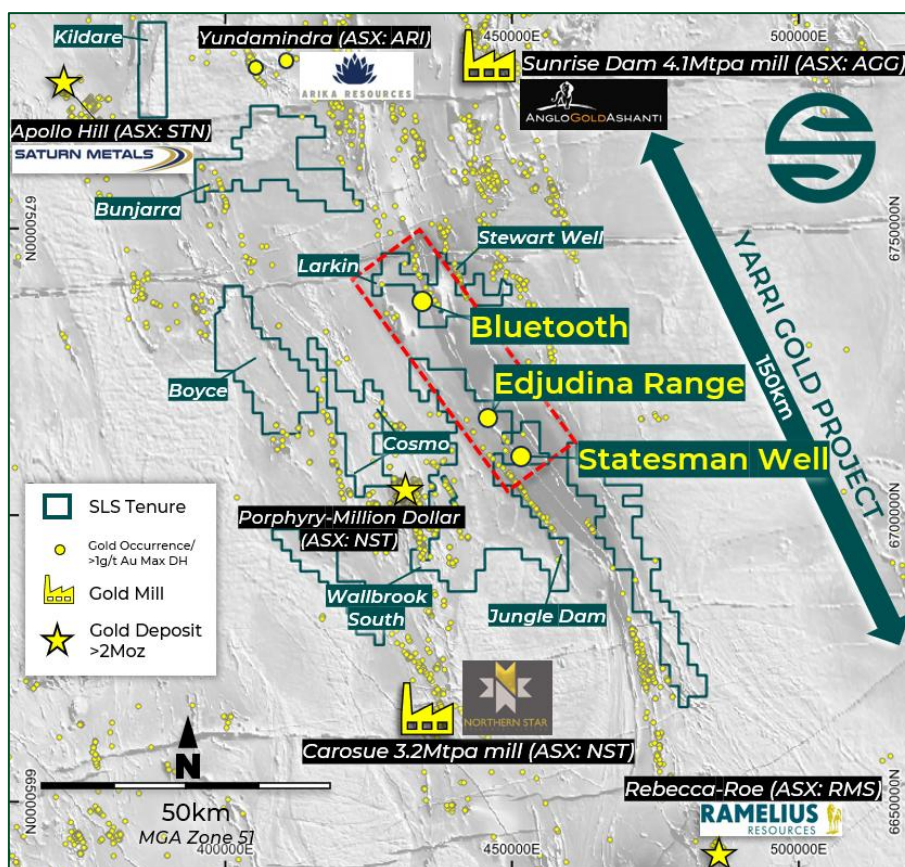 Kildare
Yundamindra (ASX: ARI)
ARIKA RESOURCES
450000E
500000E
Sunrise Dam 4.1Mtpa mill (ASX: AGG)
ANGLOGOLDASHANTI
Apollo Hill (ASX: STN)
SATURN METALS
Bunjarra
6750000N
6750000N
Stewart Well
Larkin
Bluetooth
YARRI GOLD PROJECT
150km
Boyce
Edjudina Range
Cosmo
Statesman Well
SLS Tenure
Gold Occurrence/
>1g/t Au Max DH
Gold Mill
Gold Deposit
>2Moz
Porphyry-Million Dollar
(ASX: NST)
6700000N
Wallbrook
South
Jungle Dam
NORTHERN STAR
Carosue 3.2Mtpa mill (ASX: NST)
N
50km
MGA Zone 51
6650000N
6650000N
Rebecca-Roe (ASX: RMS)
RAMELIUS
RESOURCES
400000E
450000E
500000E